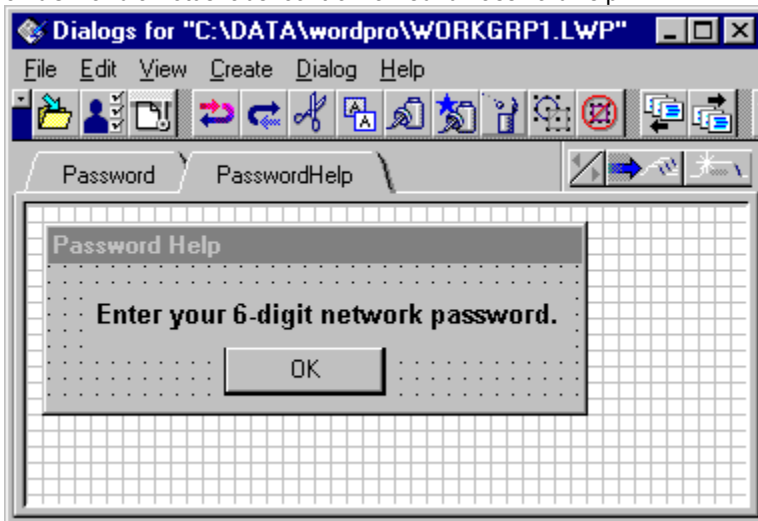 Dialogs for "C:\DATA\wordpro\WORKGRP1.LWP"
File Edit View Create Dialog Help
Password PasswordHelp
Password Help
Enter your 6-digit network password.
OK